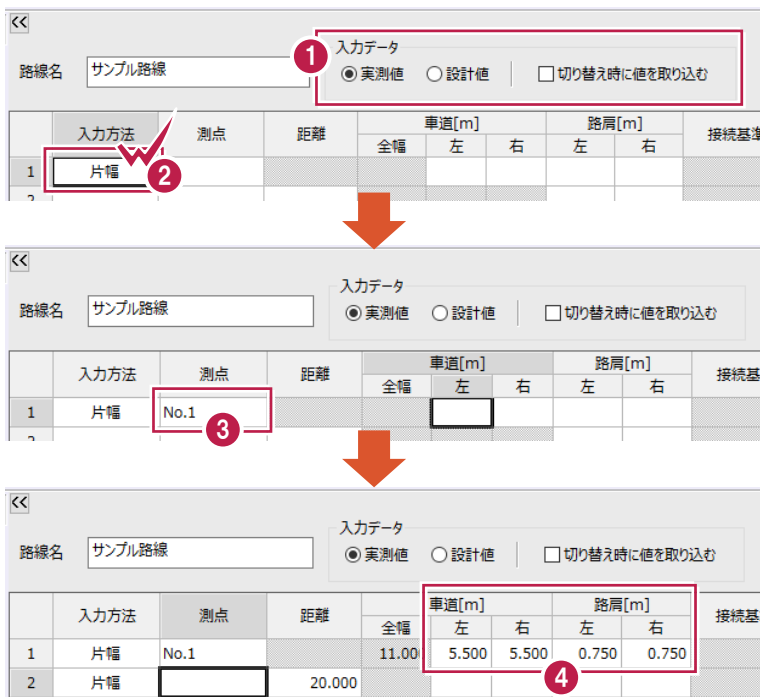 <<
入力データ
1
路線名 サンプル路線 実測値 設計値 切り替え時に値を取り込む
入力方法 測点 距離 車道[m] 路肩[m] 接続基準
全幅 左 右 左 右
1 片幅 2
2
<<
入力データ
路線名 サンプル路線 実測値 設計値 切り替え時に値を取り込む
入力方法 測点 距離 車道[m] 路肩[m] 接続基
全幅 左 右 左 右
1 片幅 No.1
3
2
<<
入力データ
路線名 サンプル路線 実測値 設計値 切り替え時に値を取り込む
入力方法 測点 距離 車道[m] 路肩[m] 接続基
全幅 左 右 左 右
1 片幅 No.1 11.000 5.500 5.500 0.750 0.750
2 片幅 20.000 4